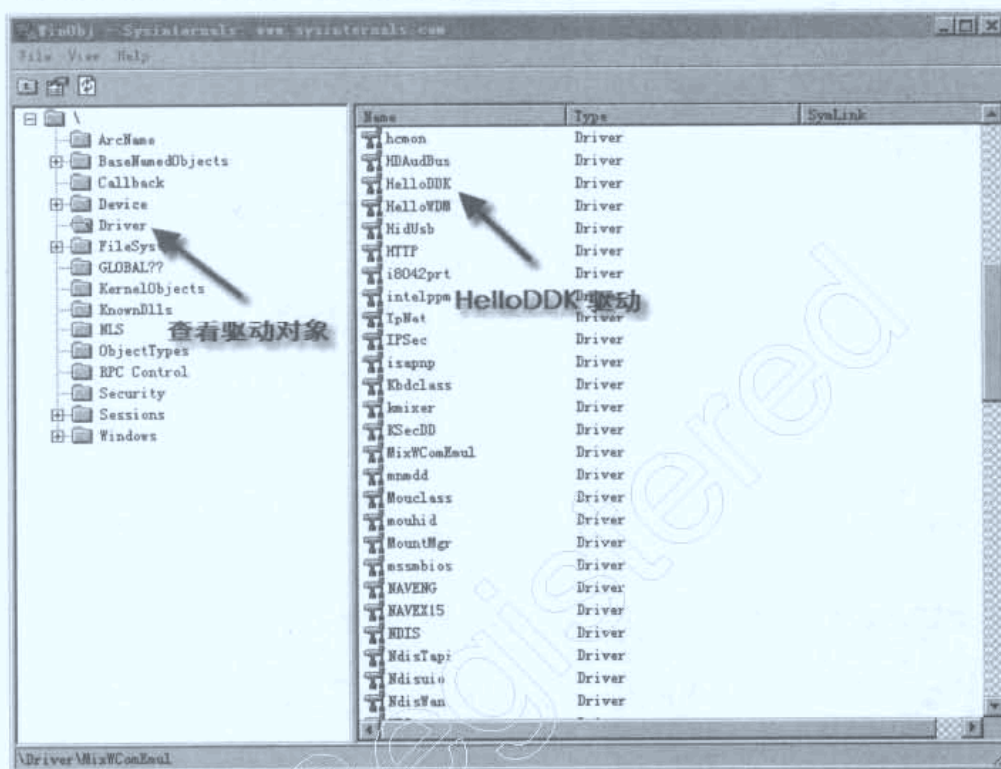 WinObj - Sysinternals: www.sysinternals.com
File View Help
\
ArcName
BaseNamedObjects
Callback
Device
Driver
FileSys
GLOBAL??
KernelObjects
KnownDlls
NLS
ObjectTypes
RPC Control
Security
Sessions
Windows
查看驱动对象
Name Type SymLink
hcmon Driver
HDAudBus Driver
HelloDDK Driver
HelloWDM Driver
HidUsb Driver
HTTP Driver
i8042prt Driver
intelppm Driver
HelloDDK 驱动
IpNat Driver
IPSec Driver
isapnp Driver
Kbdclass Driver
kmixer Driver
KSecDD Driver
MixWComEmul Driver
mnmdd Driver
Mouclass Driver
mouhid Driver
MountMgr Driver
mssmbios Driver
NAVENG Driver
NAVEX15 Driver
NDIS Driver
NdisTapi Driver
Ndisuio Driver
NdisWan Driver
\Driver\MixWComEmul
egistered